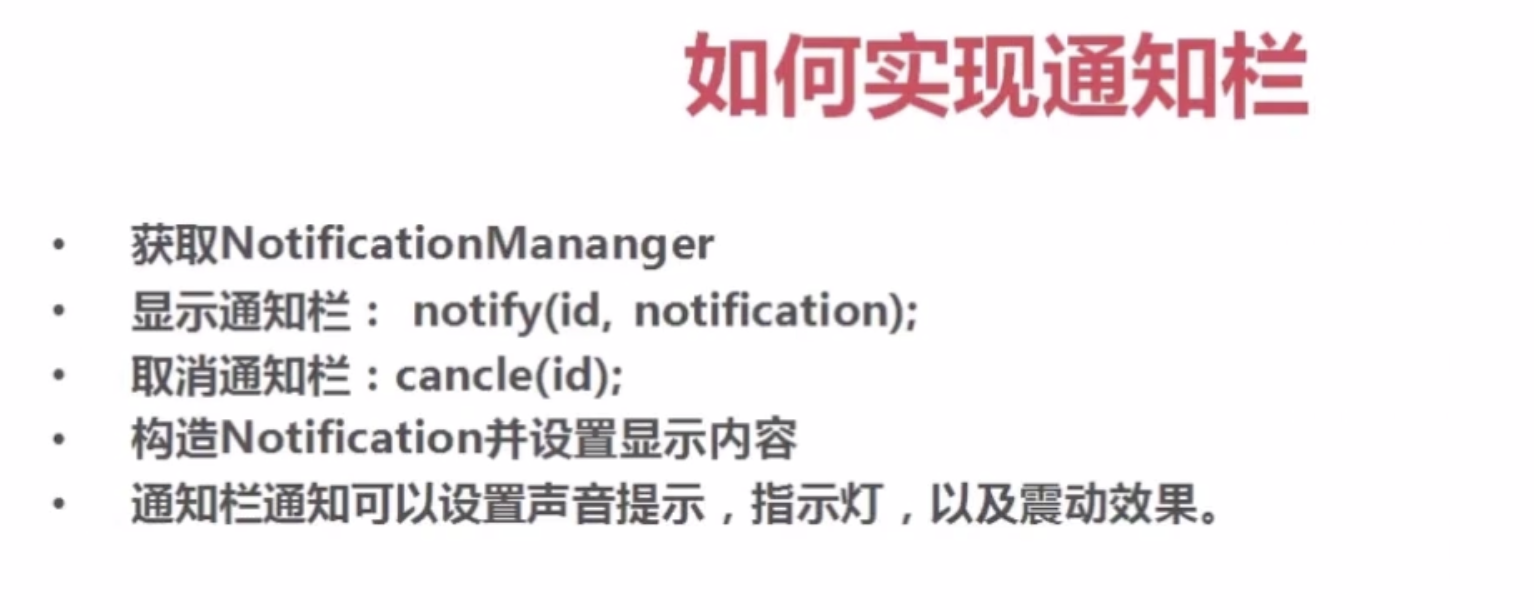 如何实现通知栏
• 获取NotificationMananger
• 显示通知栏： notify(id, notification);
• 取消通知栏：cancle(id);
• 构造Notification并设置显示内容
• 通知栏通知可以设置声音提示，指示灯，以及震动效果。